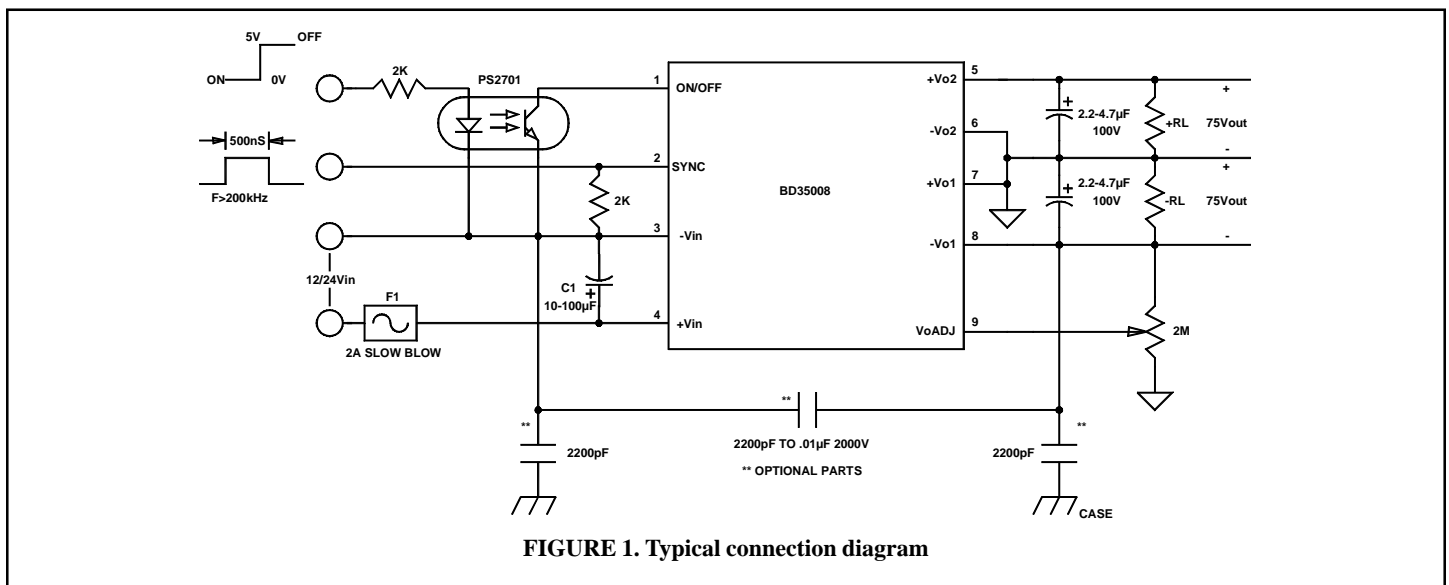 5V OFF
ON 0V
2K
PS2701
500nS
F>200kHz
2K
12/24Vin
F1
2A SLOW BLOW
C1
+
10-100µF
1
ON/OFF
2
SYNC
3
-Vin
4
+Vin
BD35008
+Vo2
5
-Vo2
6
+Vo1
7
-Vo1
8
VoADJ
9
+
2.2-4.7µF
100V
+RL
+
75Vout
-
+
2.2-4.7µF
100V
-RL
+
75Vout
-
2M
**
2200pF
**
2200pF TO .01µF 2000V
** OPTIONAL PARTS
**
2200pF
CASE
FIGURE 1. Typical connection diagram